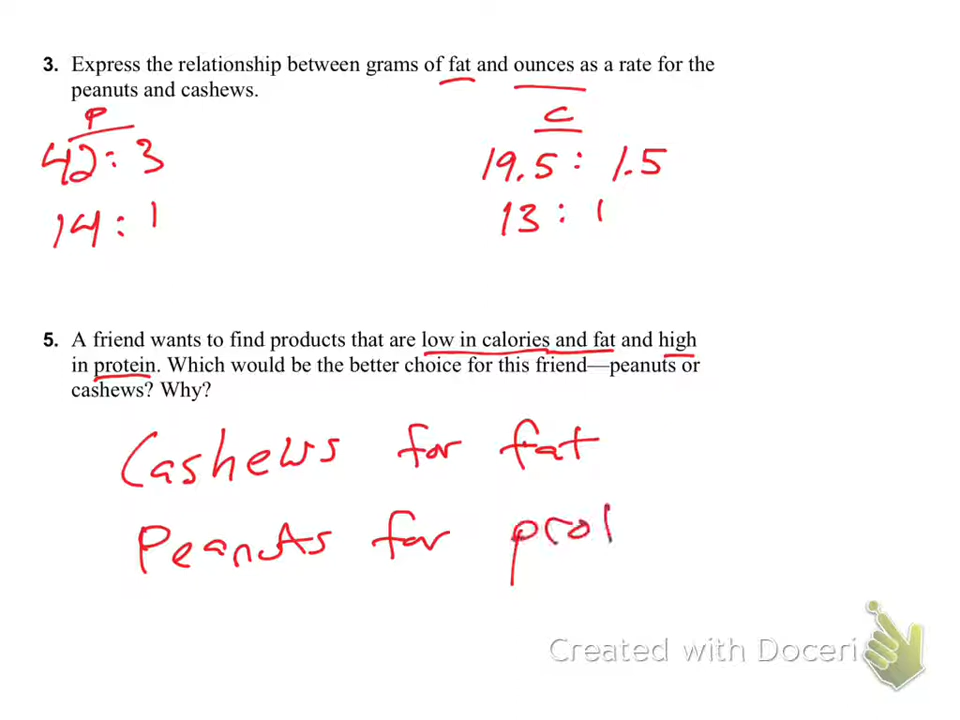 3. Express the relationship between grams of fat and ounces as a rate for the
peanuts and cashews.
P
C
42 : 3
19.5 : 1.5
14 : 1
13 : 1
5. A friend wants to find products that are low in calories and fat and high
in protein. Which would be the better choice for this friend—peanuts or
cashews? Why?
Cashews for fat
Peanuts for prol
Created with Doceri